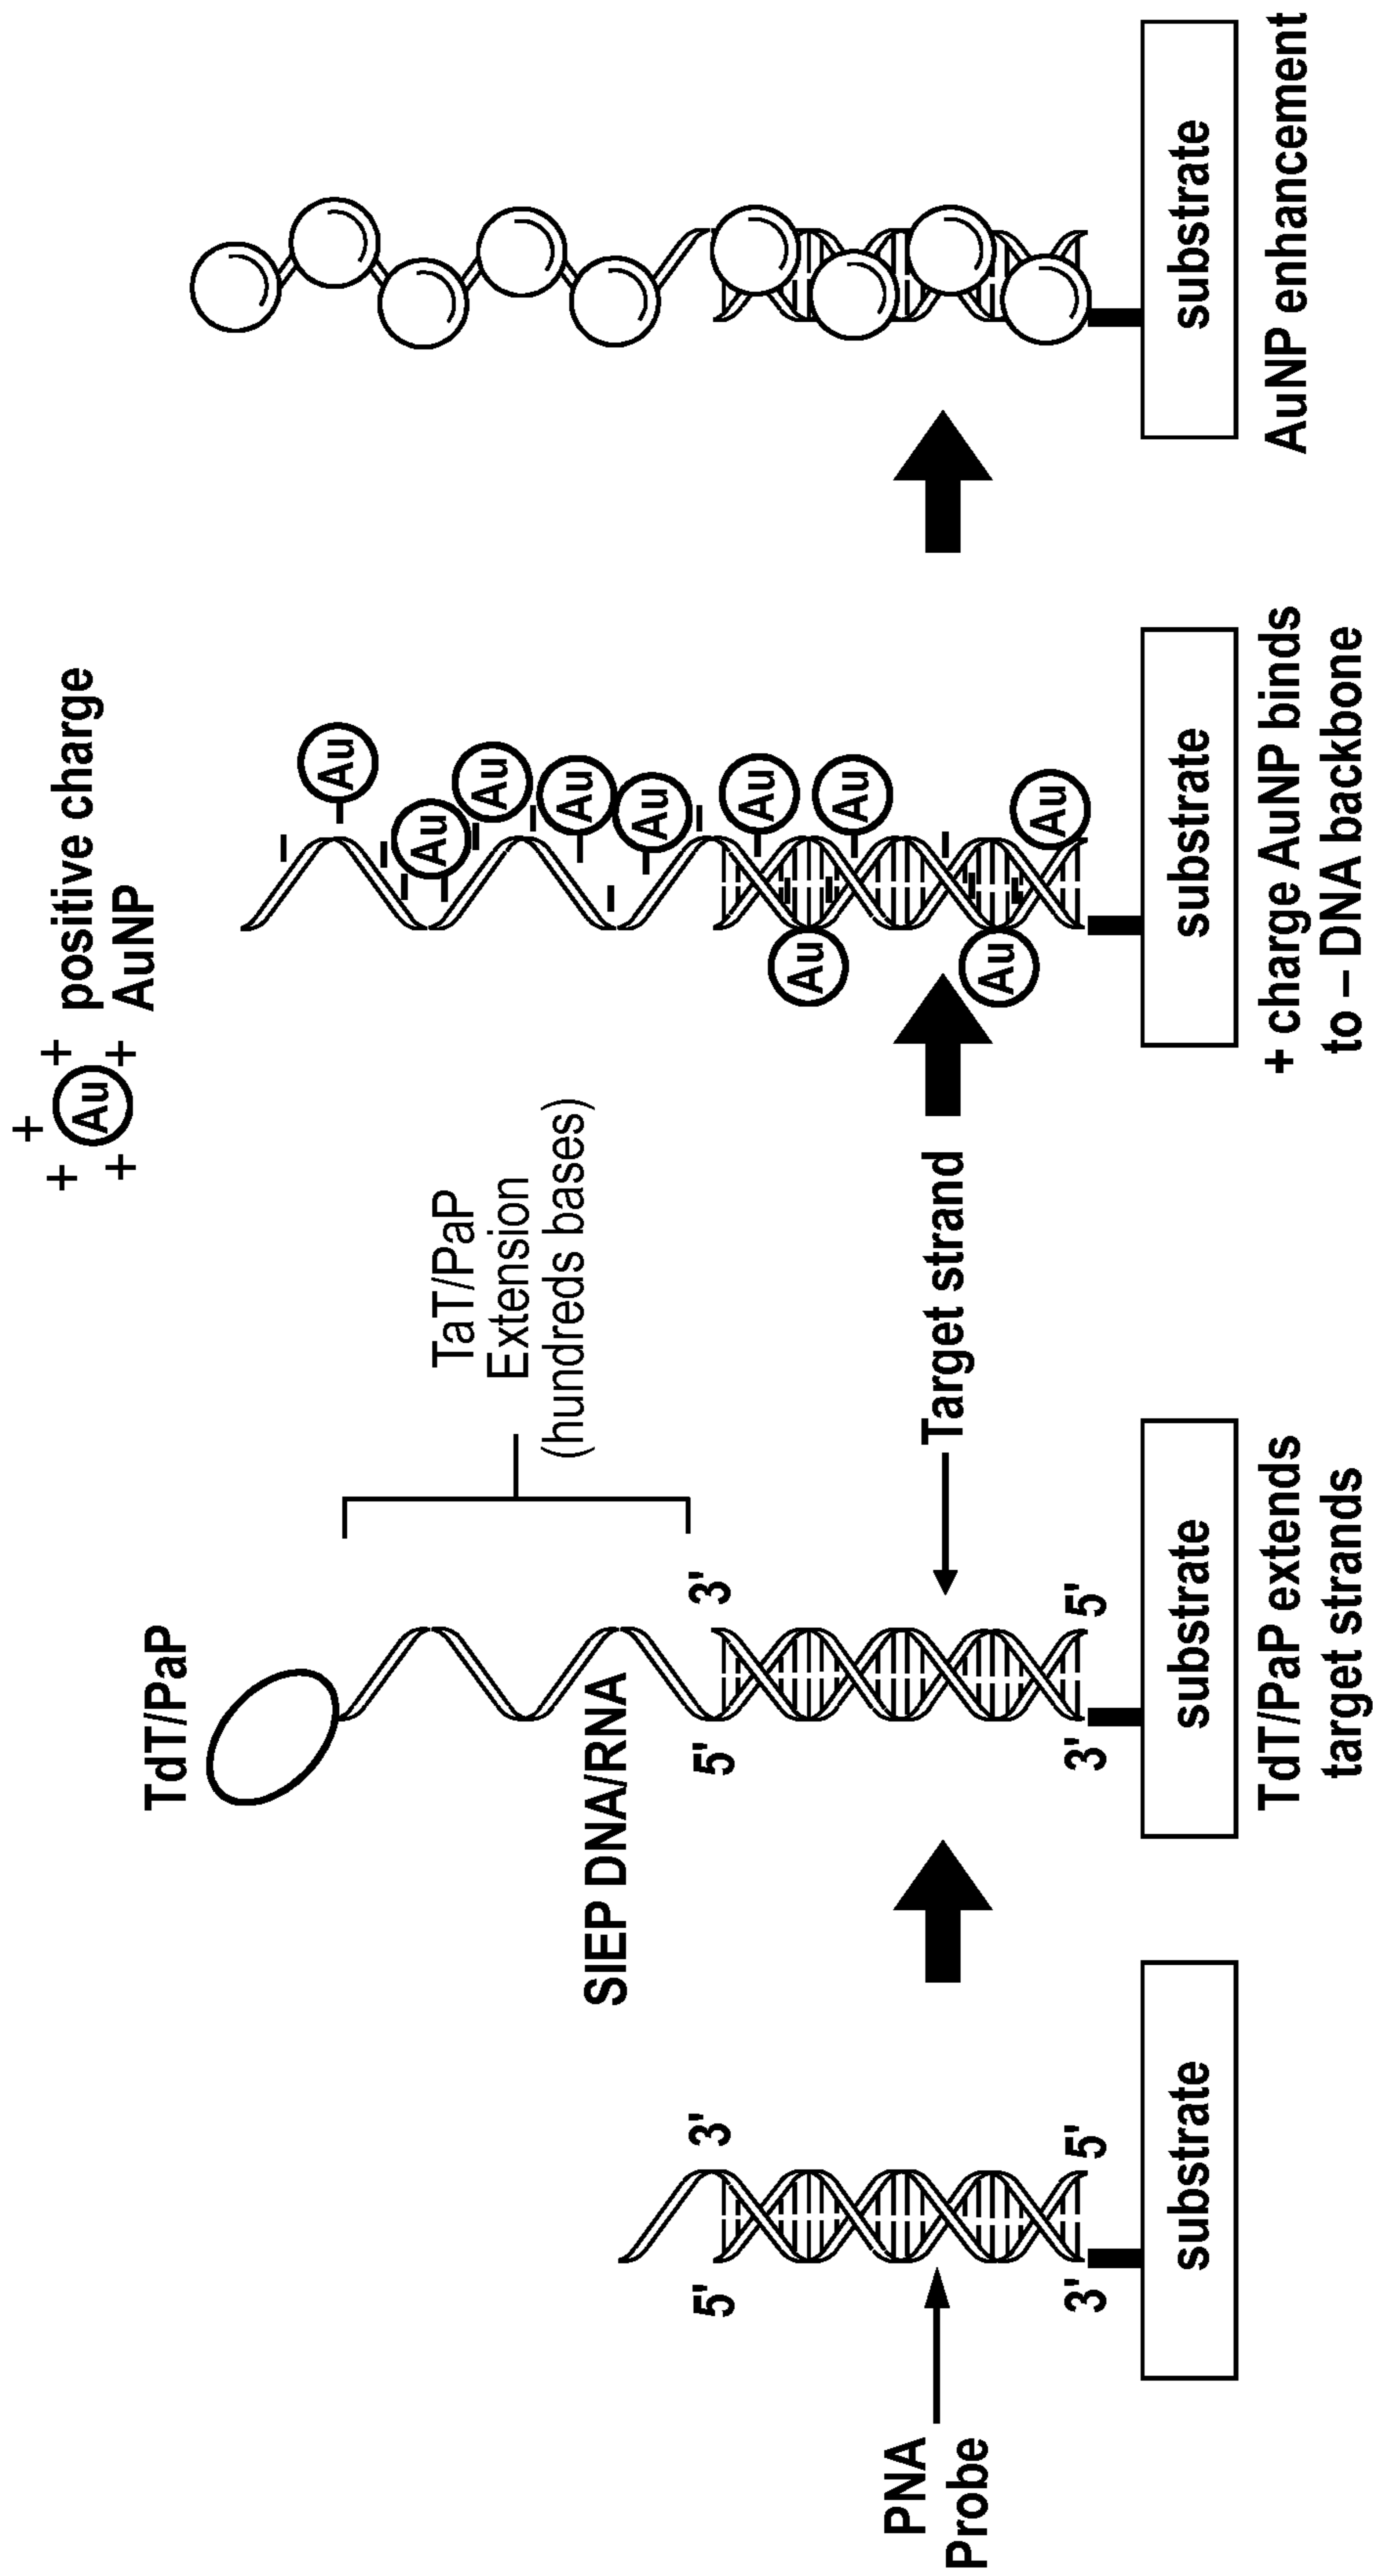 PNA
Probe
5'
3'
3'
5'
substrate
TdT/PaP
SIEP DNA/RNA
5'
3'
3'
5'
substrate
TdT/PaP extends
target strands
TaT/PaP
Extension
(hundreds bases)
Target strand
+
+ +
Au
+ +
positive charge
AuNP
Au
Au
Au
Au
Au
Au
Au
Au
Au
Au
substrate
+ charge AuNP binds
to – DNA backbone
substrate
AuNP enhancement